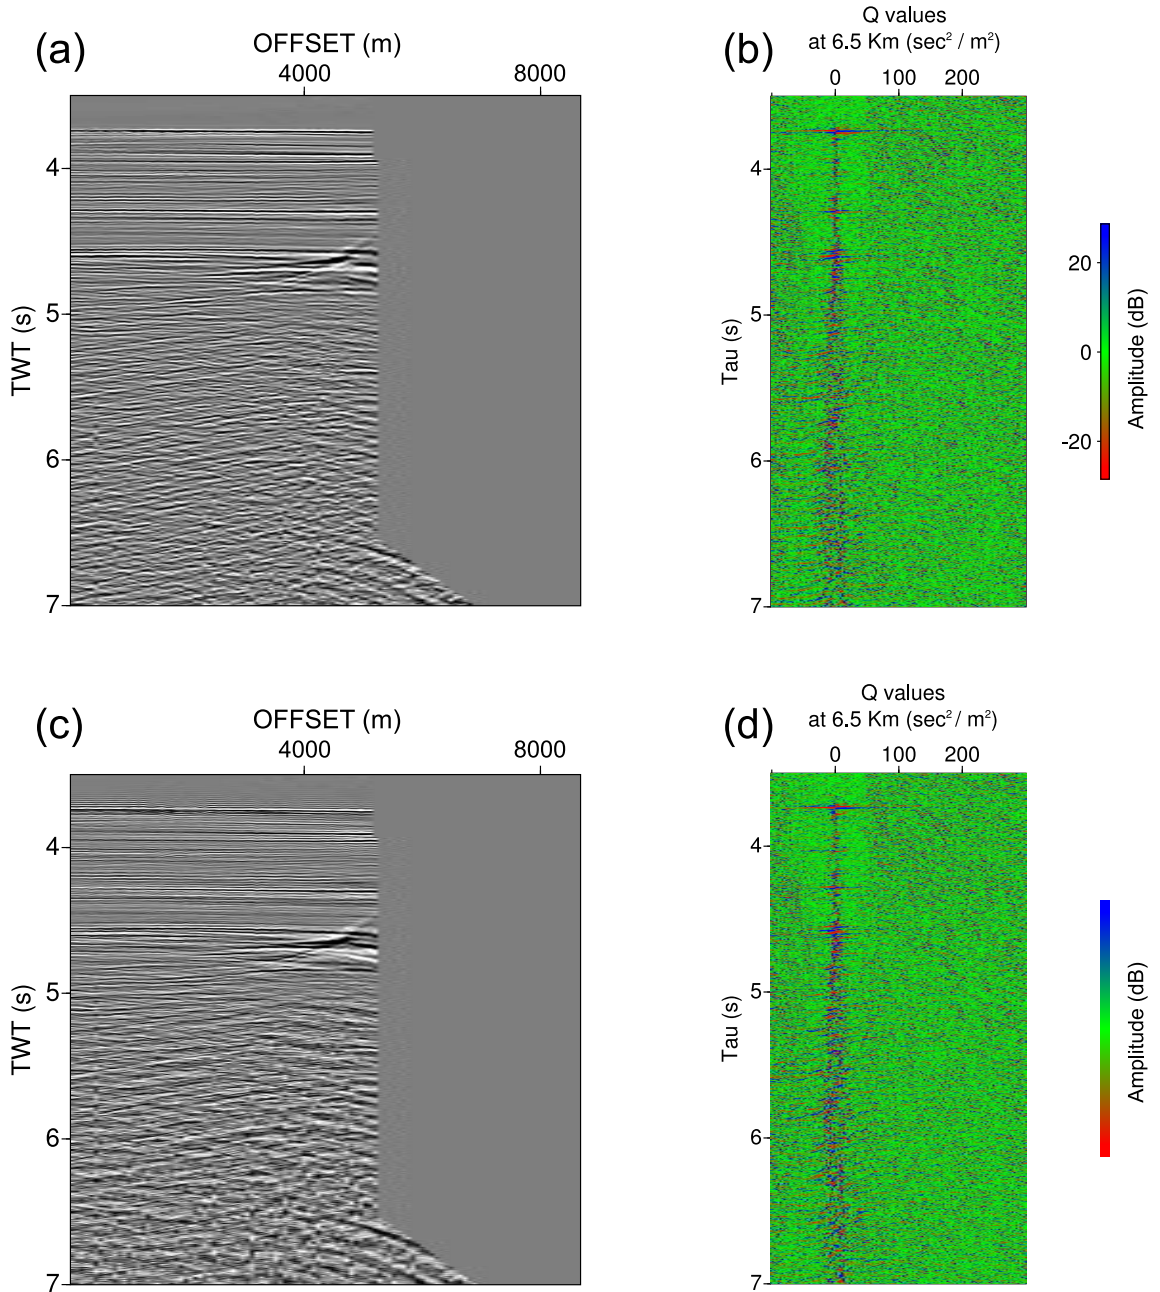 (a)
OFFSET (m)
4000 8000
TWT (s)
4
5
6
7
(b)
Q values
at 6.5 Km (sec² / m²)
0 100 200
Tau (s)
4
5
6
7
20
0
-20
Amplitude (dB)
(c)
OFFSET (m)
4000 8000
TWT (s)
4
5
6
7
(d)
Q values
at 6.5 Km (sec² / m²)
0 100 200
Tau (s)
4
5
6
7
Amplitude (dB)